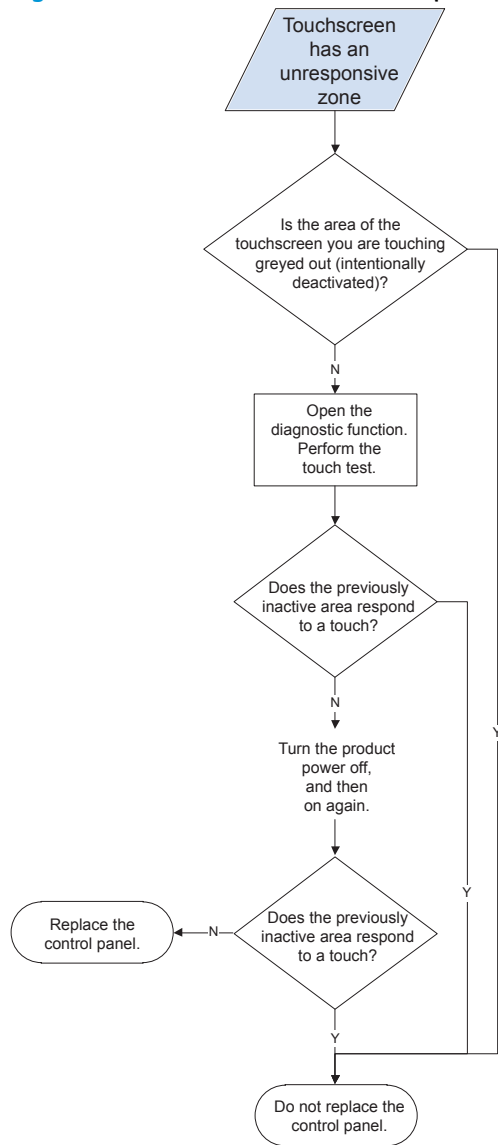 Touchscreen
has an
unresponsive
zone
Is the area of the
touchscreen you are touching
greyed out (intentionally
deactivated)?
N
Open the
diagnostic function.
Perform the
touch test.
Does the previously
inactive area respond
to a touch?
N
Y
Turn the product
power off,
and then
on again.
Y
Replace the
control panel.
N
Does the previously
inactive area respond
to a touch?
Y
Do not replace the
control panel.